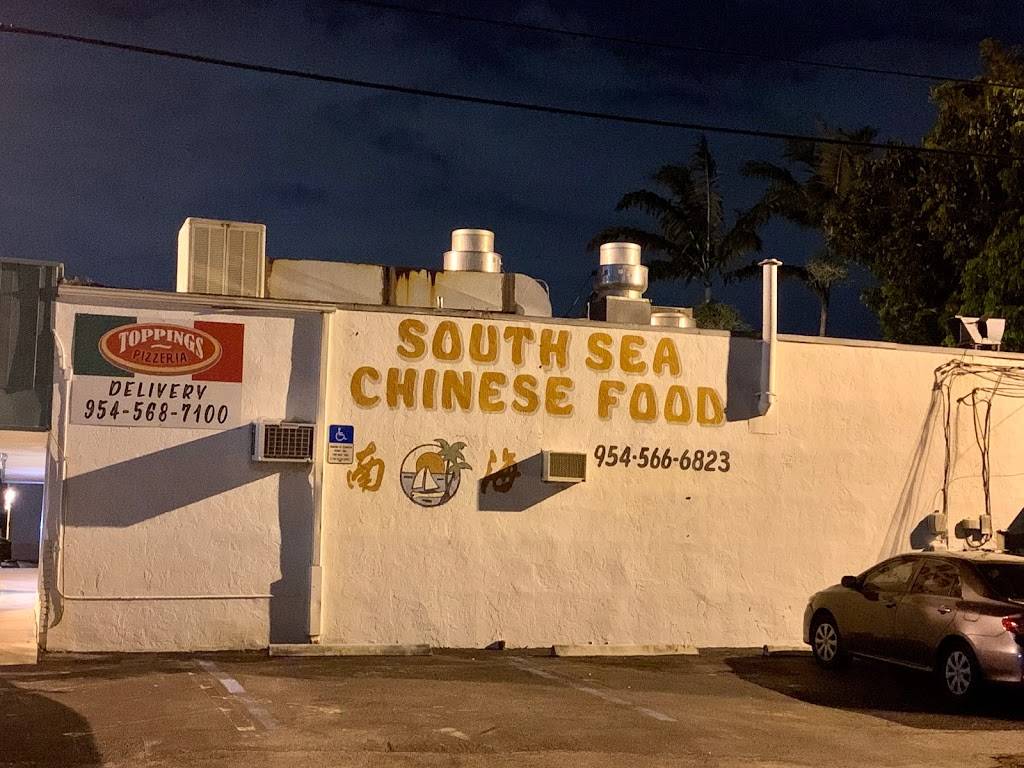 TOPPINGS
PIZZERIA
DELIVERY
954-568-7100
SOUTH SEA
CHINESE FOOD
南 海
954-566-6823